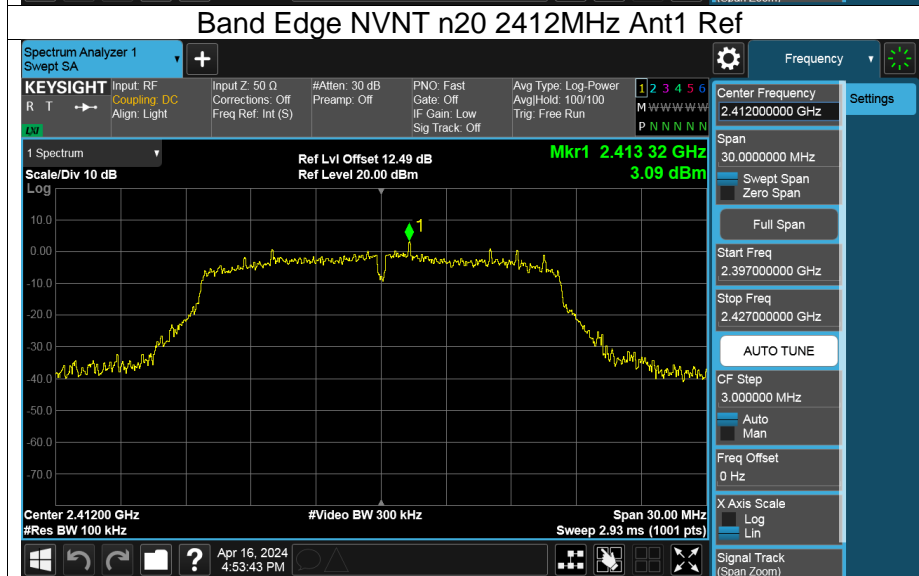 (Span Zoom)
Band Edge NVNT n20 2412MHz Ant1 Ref
Spectrum Analyzer 1
Swept SA
Frequency
KEYSIGHT
R T
LXI
Input: RF
Coupling: DC
Align: Light
Input Z: 50 Ω
Corrections: Off
Freq Ref: Int (S)
#Atten: 30 dB
Preamp: Off
PNO: Fast
Gate: Off
IF Gain: Low
Sig Track: Off
Avg Type: Log-Power
Avg|Hold: 100/100
Trig: Free Run
1 2 3 4 5 6
M W W W W W
P N N N N N
1 Spectrum
Scale/Div 10 dB
Ref Lvl Offset 12.49 dB
Ref Level 20.00 dBm
Mkr1 2.413 32 GHz
3.09 dBm
Log
10.0
0.00
-10.0
-20.0
-30.0
-40.0
-50.0
-60.0
-70.0
1
Center 2.41200 GHz
#Res BW 100 kHz
#Video BW 300 kHz
Span 30.00 MHz
Sweep 2.93 ms (1001 pts)
Center Frequency
2.412000000 GHz
Settings
Span
30.0000000 MHz
Swept Span
Zero Span
Full Span
Start Freq
2.397000000 GHz
Stop Freq
2.427000000 GHz
AUTO TUNE
CF Step
3.000000 MHz
Auto
Man
Freq Offset
0 Hz
X Axis Scale
Log
Lin
Signal Track
(Span Zoom)
Apr 16, 2024
4:53:43 PM